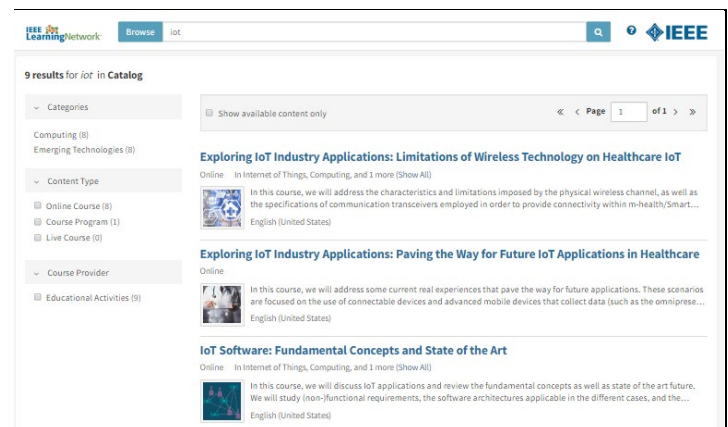 IEEE
LearningNetwork
Browse
iot
?
IEEE
9 results for iot in Catalog
Categories
Computing (8)
Emerging Technologies (8)
Content Type
Online Course (8)
Course Program (1)
Live Course (0)
Course Provider
Educational Activities (9)
Show available content only
« < Page 1 of 1 > »
Exploring IoT Industry Applications: Limitations of Wireless Technology on Healthcare IoT
Online In Internet of Things, Computing, and 1 more (Show All)
In this course, we will address the characteristics and limitations imposed by the physical wireless channel, as well as
the specifications of communication transceivers employed in order to provide connectivity within m-health/Smart...
English (United States)
Exploring IoT Industry Applications: Paving the Way for Future IoT Applications in Healthcare
Online
In this course, we will address some current real experiences that pave the way for future applications. These scenarios
are focused on the use of connectable devices and advanced mobile devices that collect data (such as the omniprese...
English (United States)
IoT Software: Fundamental Concepts and State of the Art
Online In Internet of Things, Computing, and 1 more (Show All)
In this course, we will discuss IoT applications and review the fundamental concepts as well as state of the art future.
We will study (non-)functional requirements, the software architectures applicable in the different cases, and the...
English (United States)